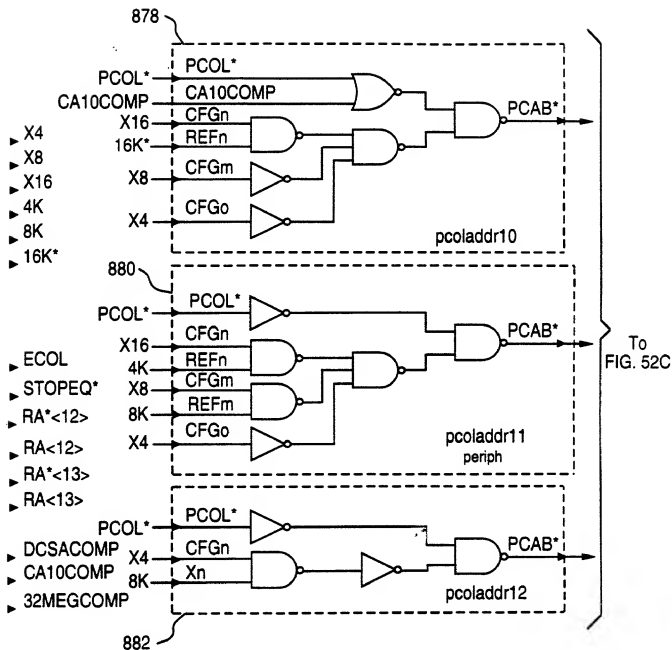 878
PCOL* PCOL*
CA10COMP CA10COMP
X16 CFGn
16K* REFn
X8 CFGm
X4 CFGo
PCAB*
pcoladdr10
X4
X8
X16
4K
8K
16K*
880
PCOL* PCOL*
X16 CFGn
4K REFn
X8 CFGm
8K REFm
X4 CFGo
PCAB*
pcoladdr11
periph
To
FIG. 52C
ECOL
STOPEQ*
RA*<12>
RA<12>
RA*<13>
RA<13>
PCOL* PCOL*
X4 CFGn
8K Xn
PCAB*
pcoladdr12
DCSACOMP
CA10COMP
32MEGCOMP
882